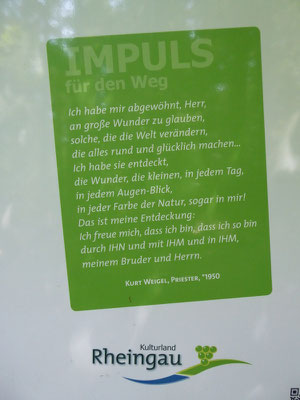 IMPULS
für den Weg
Ich habe mir abgewöhnt, Herr,
an große Wunder zu glauben,
solche, die die Welt verändern,
die alles rund und glücklich machen...
Ich habe sie entdeckt,
die Wunder, die kleinen, in jedem Tag,
in jedem Augen-Blick,
in jeder Farbe der Natur, sogar in mir!
Das ist meine Entdeckung:
Ich freue mich, dass ich bin, dass ich so bin
durch IHN und mit IHM und in IHM,
meinem Bruder und Herrn.
KURT WEIGEL, PRIESTER, *1950
Kulturland
Rheingau